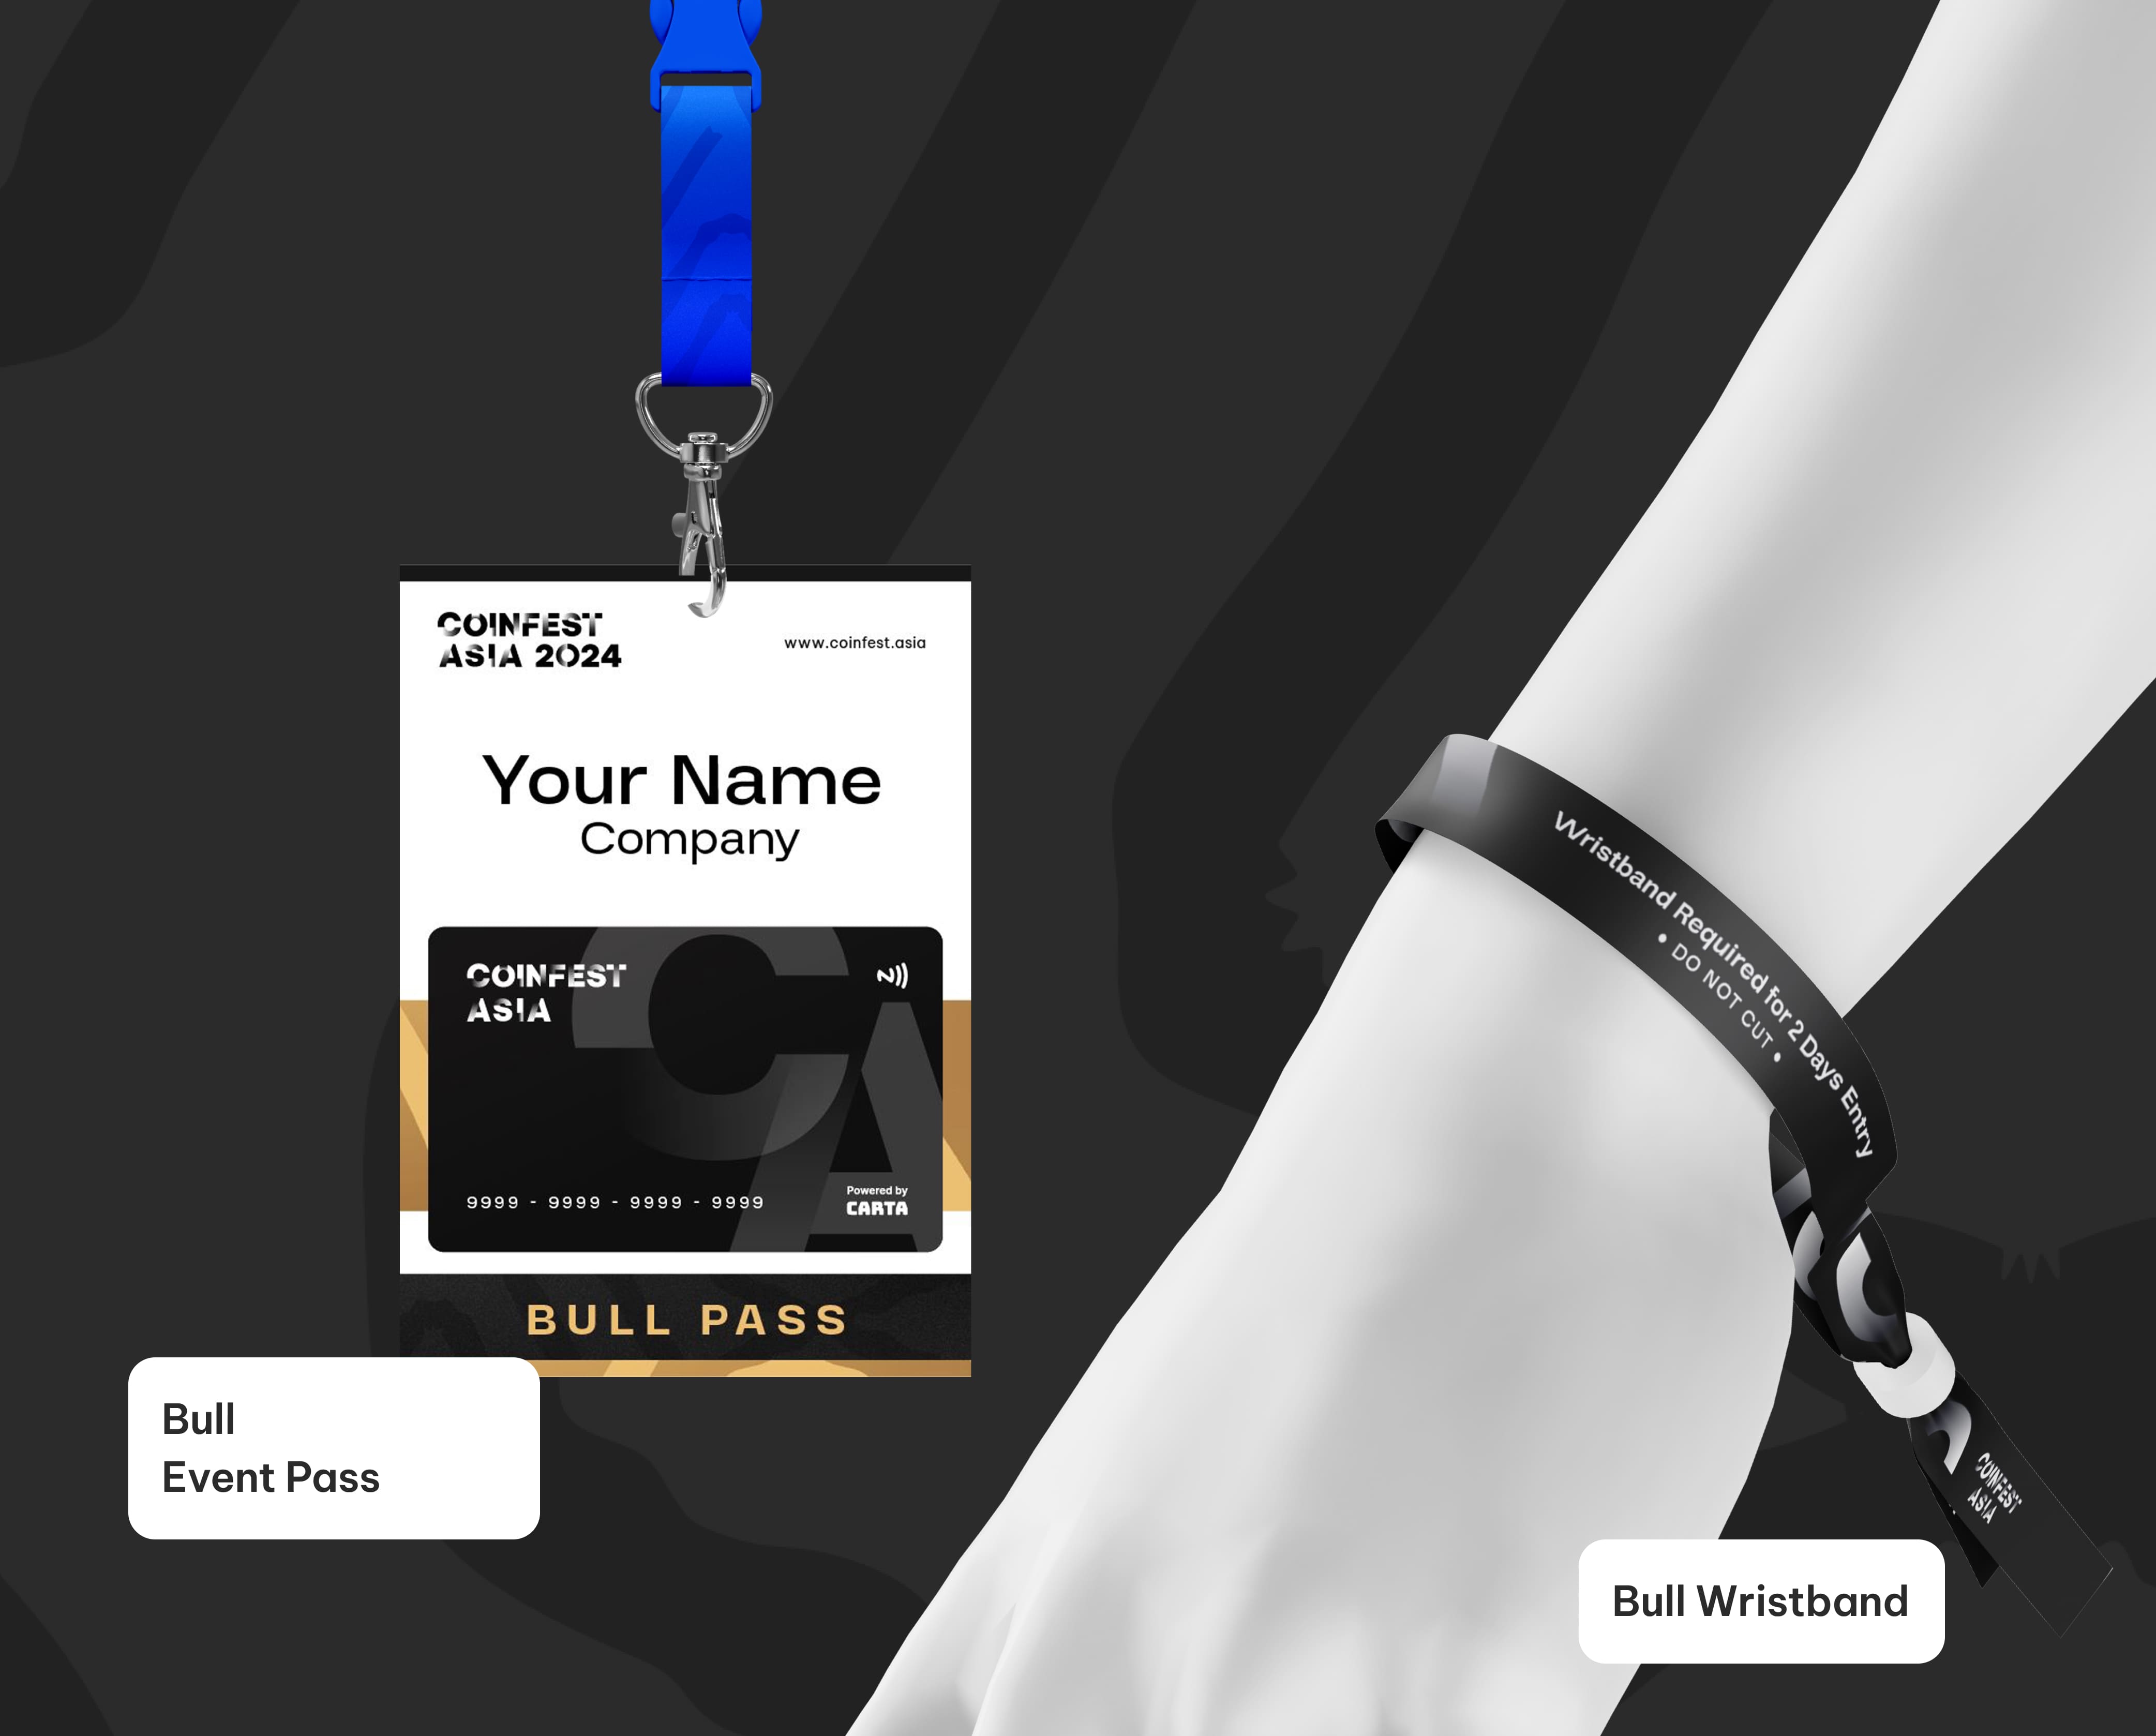 COINFEST
ASIA 2024
www.coinfest.asia
Your Name
Company
COINFEST
ASIA
CA
9999 - 9999 - 9999 - 9999
Powered by
CARTA
BULL PASS
Bull
Event Pass
Wristband Required for 2 Days Entry
• DO NOT CUT •
COINFEST
ASIA
Bull Wristband